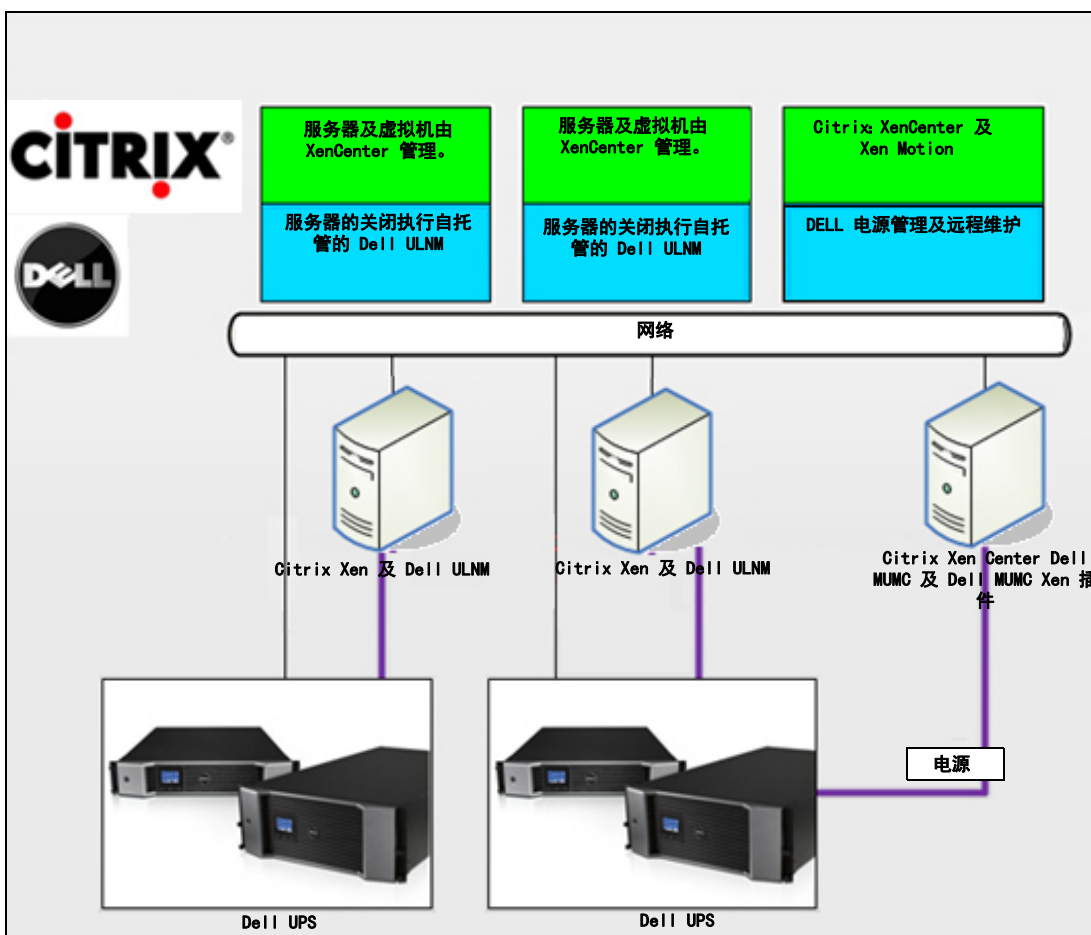 CITRIX®
DELL
服务器及虚拟机由
XenCenter 管理。
服务器的关闭执行自托
管的 Dell ULNM
服务器及虚拟机由
XenCenter 管理。
服务器的关闭执行自托
管的 Dell ULNM
Citrix: XenCenter 及
Xen Motion
DELL 电源管理及远程维护
网络
Citrix Xen 及 Dell ULNM
Citrix Xen 及 Dell ULNM
Citrix Xen Center Dell
MUMC 及 Dell MUMC Xen 插
件
电源
Dell UPS
Dell UPS